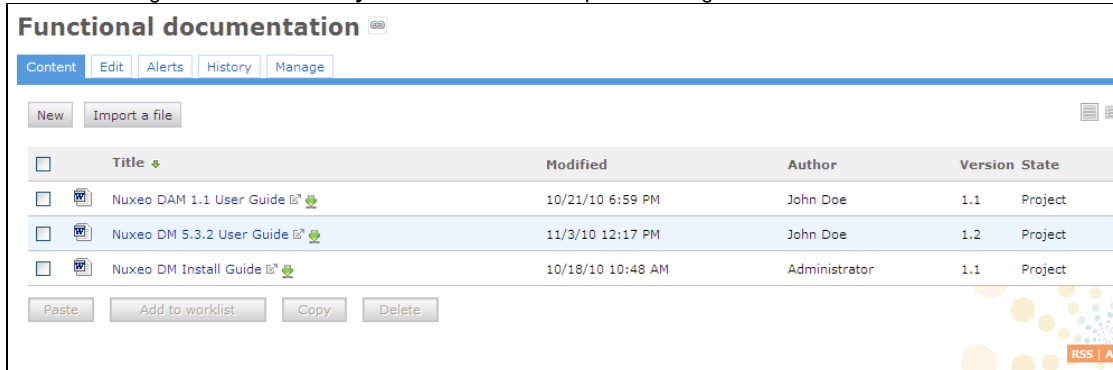 Functional documentation
Content Edit Alerts History Manage
New Import a file
Title Modified Author Version State
Nuxeo DAM 1.1 User Guide 10/21/10 6:59 PM John Doe 1.1 Project
Nuxeo DM 5.3.2 User Guide 11/3/10 12:17 PM John Doe 1.2 Project
Nuxeo DM Install Guide 10/18/10 10:48 AM Administrator 1.1 Project
Paste Add to worklist Copy Delete
RSS |